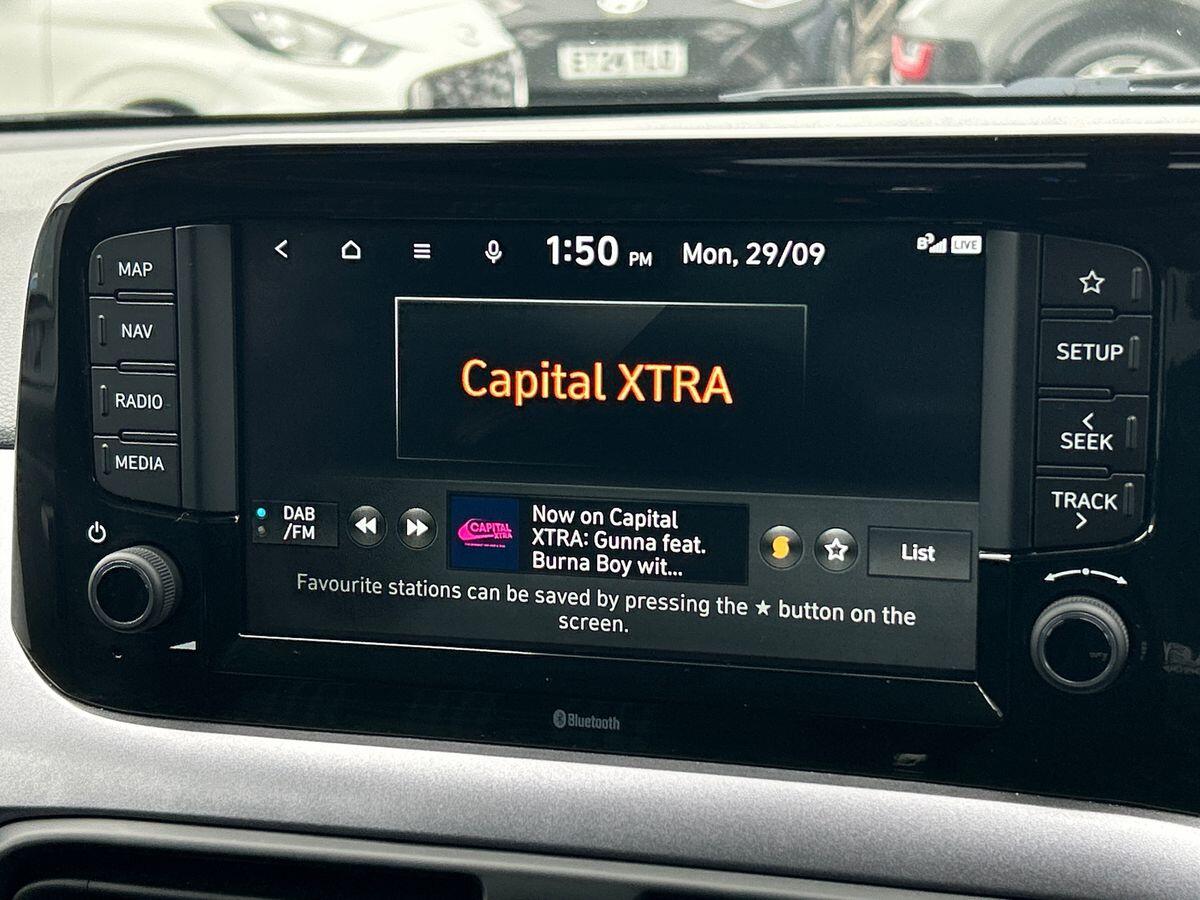 1:50 PM Mon, 29/09
LIVE
MAP
NAV
RADIO
MEDIA
Capital XTRA
SETUP
SEEK
TRACK
DAB
/FM
CAPITAL
XTRA
Now on Capital
XTRA: Gunna feat.
Burna Boy wit...
List
Favourite stations can be saved by pressing the ★ button on the
screen.
Bluetooth